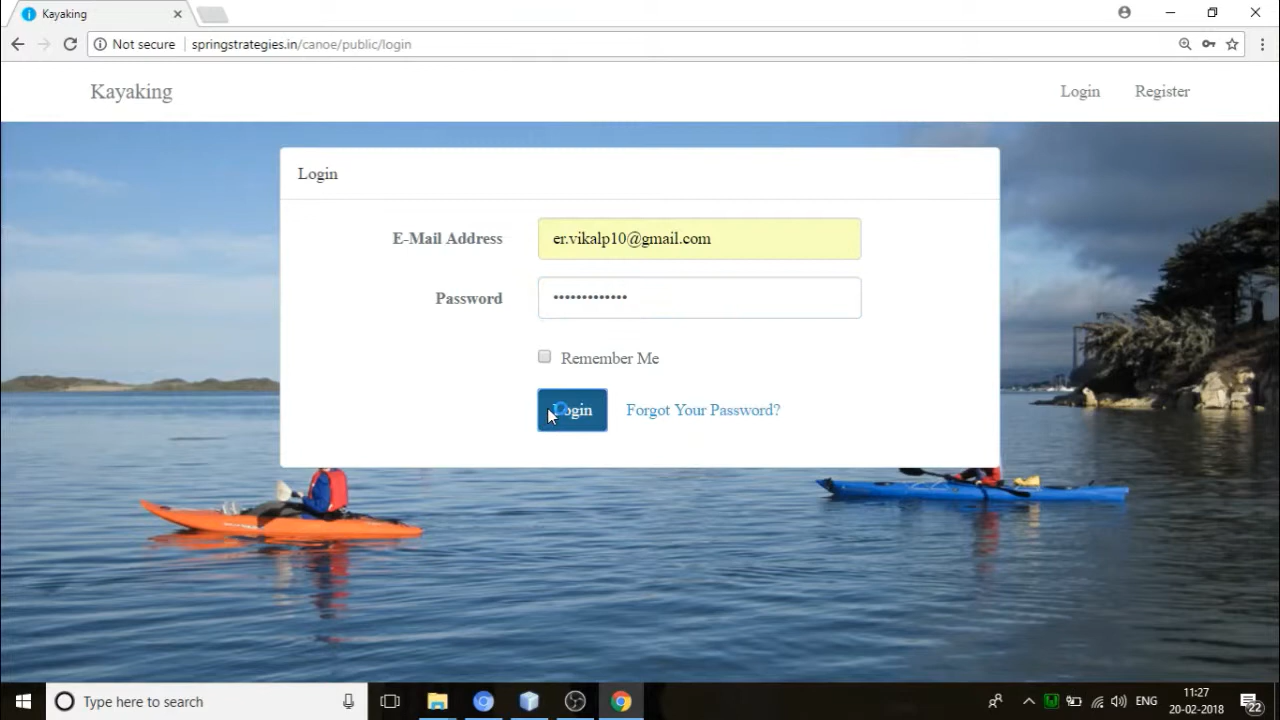 Kayaking
Not secure springstrategies.in/canoe/public/login
Kayaking Login Register
Login
E-Mail Address er.vikalp10@gmail.com
Password •••••••••••••
Remember Me
Login Forgot Your Password?
Type here to search ENG 11:27
20-02-2018 22